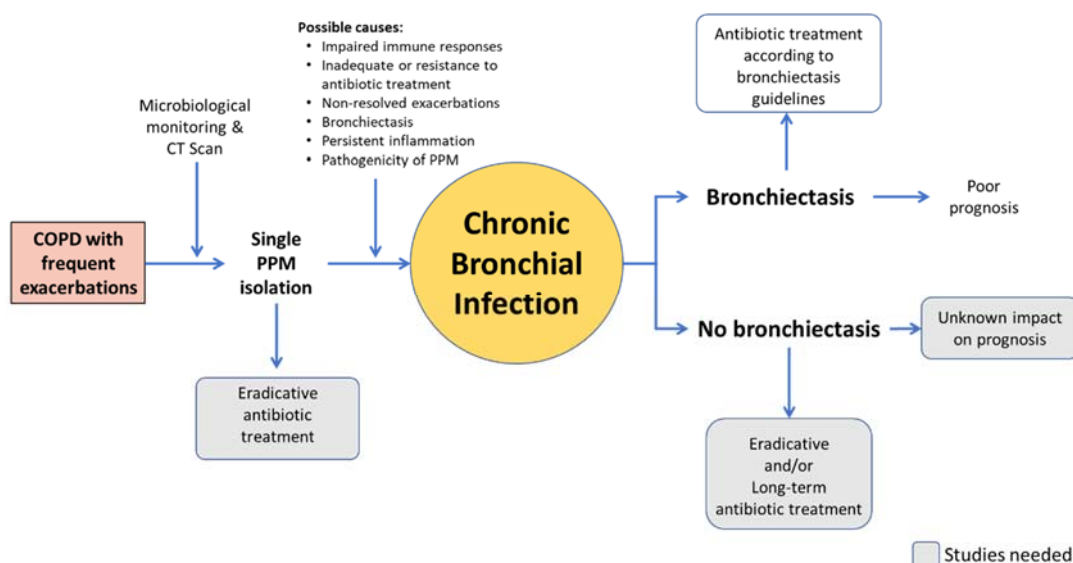 Possible causes:
• Impaired immune responses
• Inadequate or resistance to
antibiotic treatment
• Non-resolved exacerbations
• Bronchiectasis
• Persistent inflammation
• Pathogenicity of PPM
Microbiological
monitoring &
CT Scan
COPD with
frequent
exacerbations
Single
PPM
isolation
Eradicative
antibiotic
treatment
Chronic
Bronchial
Infection
Antibiotic treatment
according to
bronchiectasis
guidelines
Bronchiectasis
Poor
prognosis
No bronchiectasis
Unknown impact
on prognosis
Eradicative
and/or
Long-term
antibiotic treatment
Studies needed